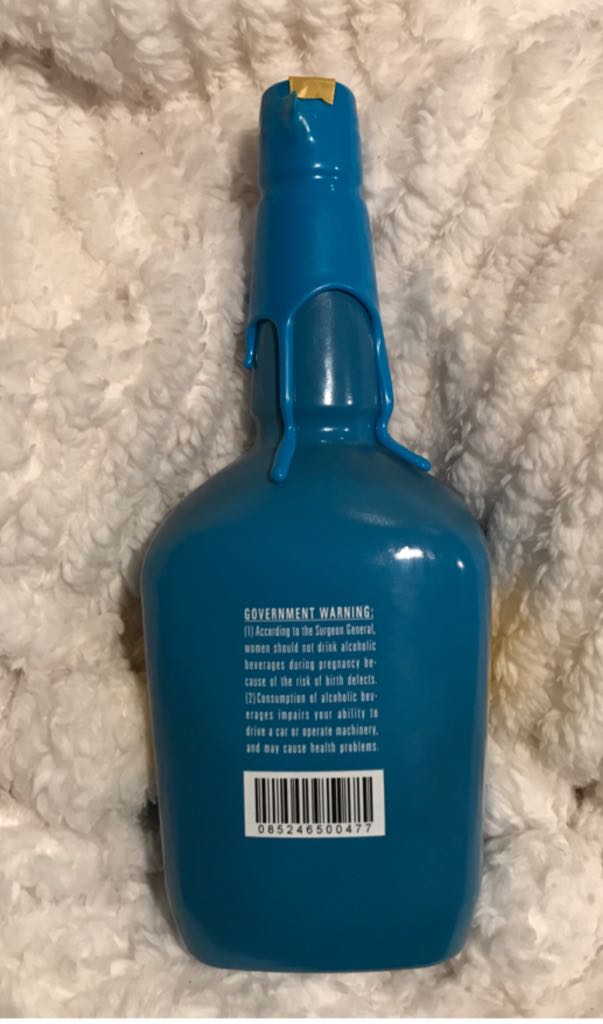 GOVERNMENT WARNING:
(1) According to the Surgeon General,
women should not drink alcoholic
beverages during pregnancy be-
cause of the risk of birth defects.
(2) Consumption of alcoholic bev-
erages impairs your ability to
drive a car or operate machinery,
and may cause health problems.
085246500477